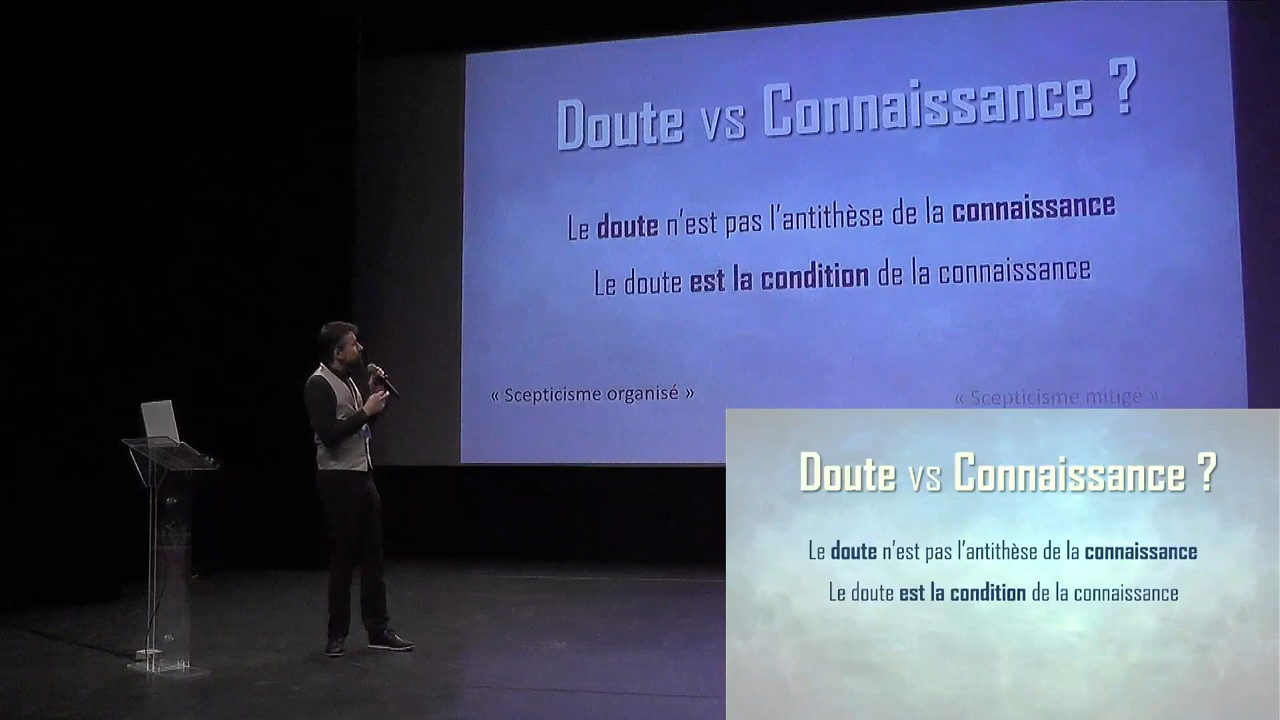 Doute vs Connaissance ?
Le doute n'est pas l'antithèse de la connaissance
Le doute est la condition de la connaissance
« Scepticisme organisé »
« Scepticisme mitigé »
Doute vs Connaissance ?
Le doute n'est pas l'antithèse de la connaissance
Le doute est la condition de la connaissance